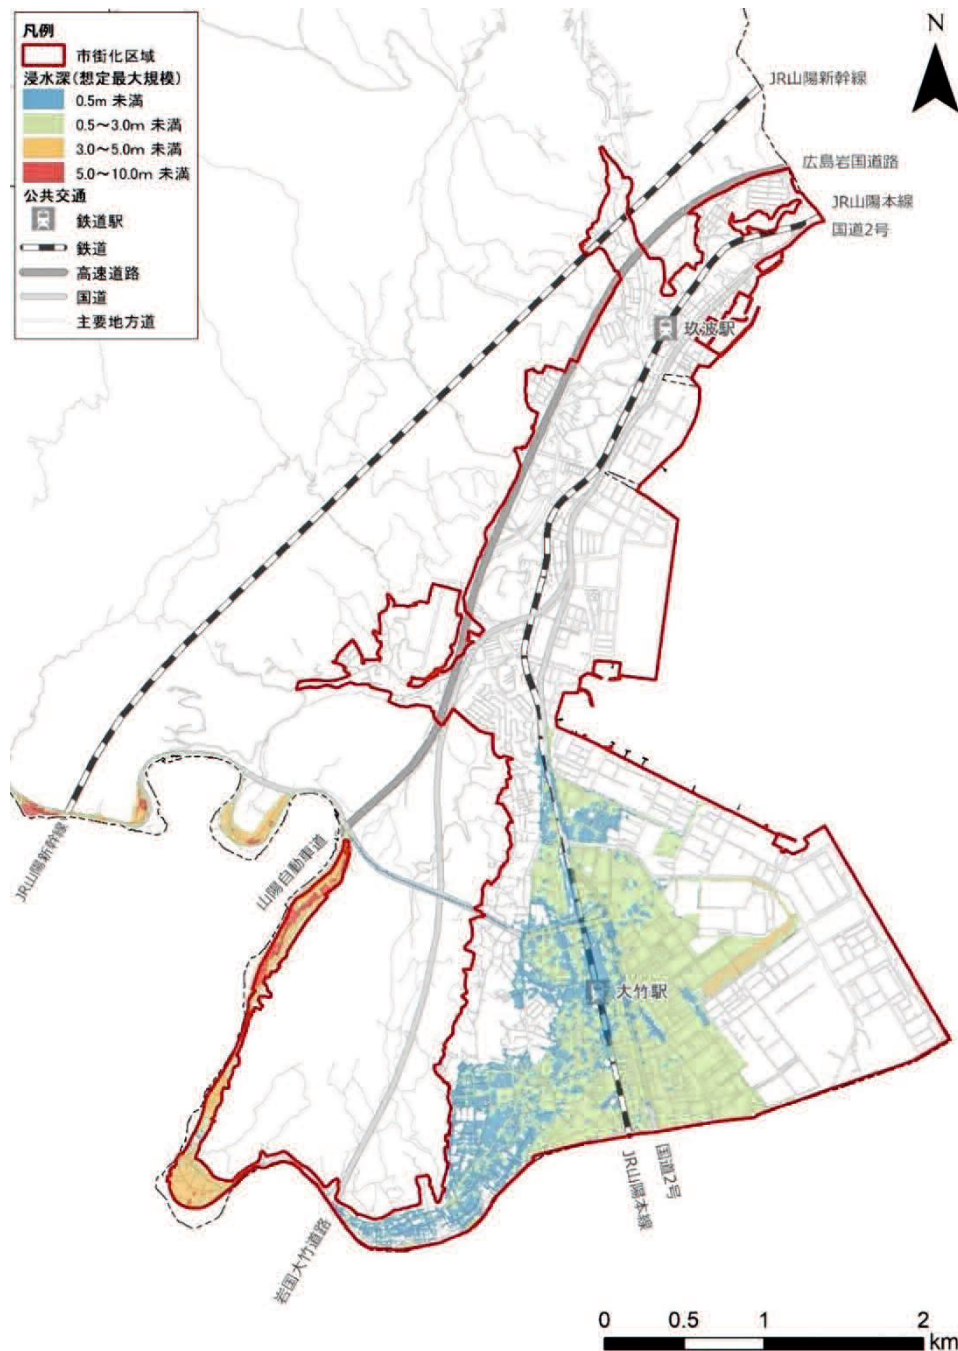 凡例
市街化区域
浸水深(想定最大規模)
0.5m 未満
0.5～3.0m 未満
3.0～5.0m 未満
5.0～10.0m 未満
公共交通
鉄道駅
鉄道
高速道路
国道
主要地方道
N
JR山陽新幹線
広島岩国道路
JR山陽本線
国道2号
玖波駅
JR山陽新幹線
山陽自動車道
大竹駅
岩国大竹道路
JR山陽本線
国道2号
0 0.5 1 2
km